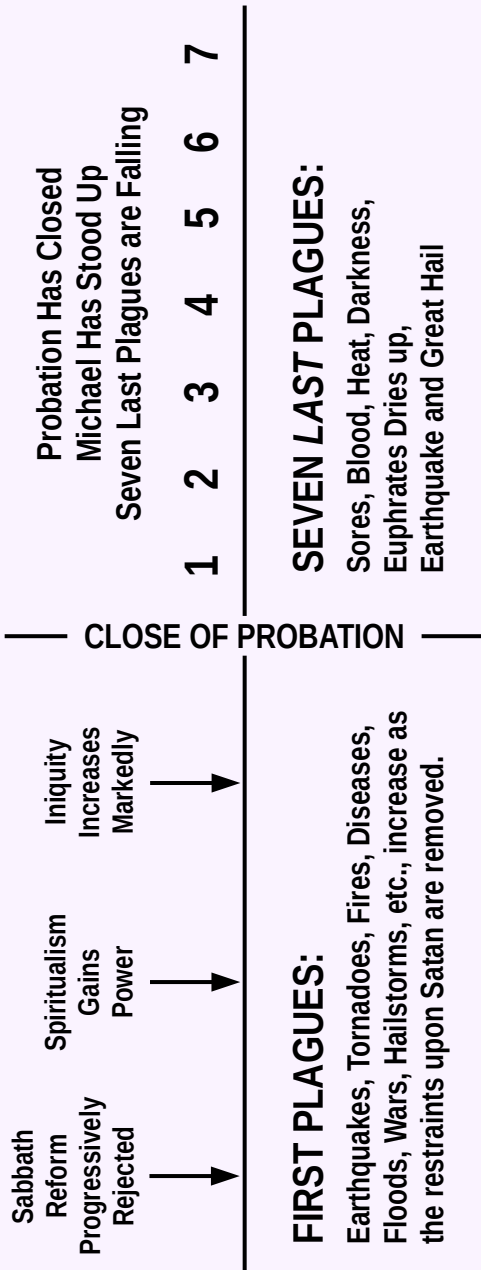 Sabbath
Reform
Progressively
Rejected
Spiritualism
Gains
Power
Iniquity
Increases
Markedly
FIRST PLAGUES:
Earthquakes, Tornadoes, Fires, Diseases,
Floods, Wars, Hailstorms, etc., increase as
the restraints upon Satan are removed.
CLOSE OF PROBATION
Probation Has Closed
Michael Has Stood Up
Seven Last Plagues are Falling
1 2 3 4 5 6 7
SEVEN LAST PLAGUES:
Sores, Blood, Heat, Darkness,
Euphrates Dries up,
Earthquake and Great Hail